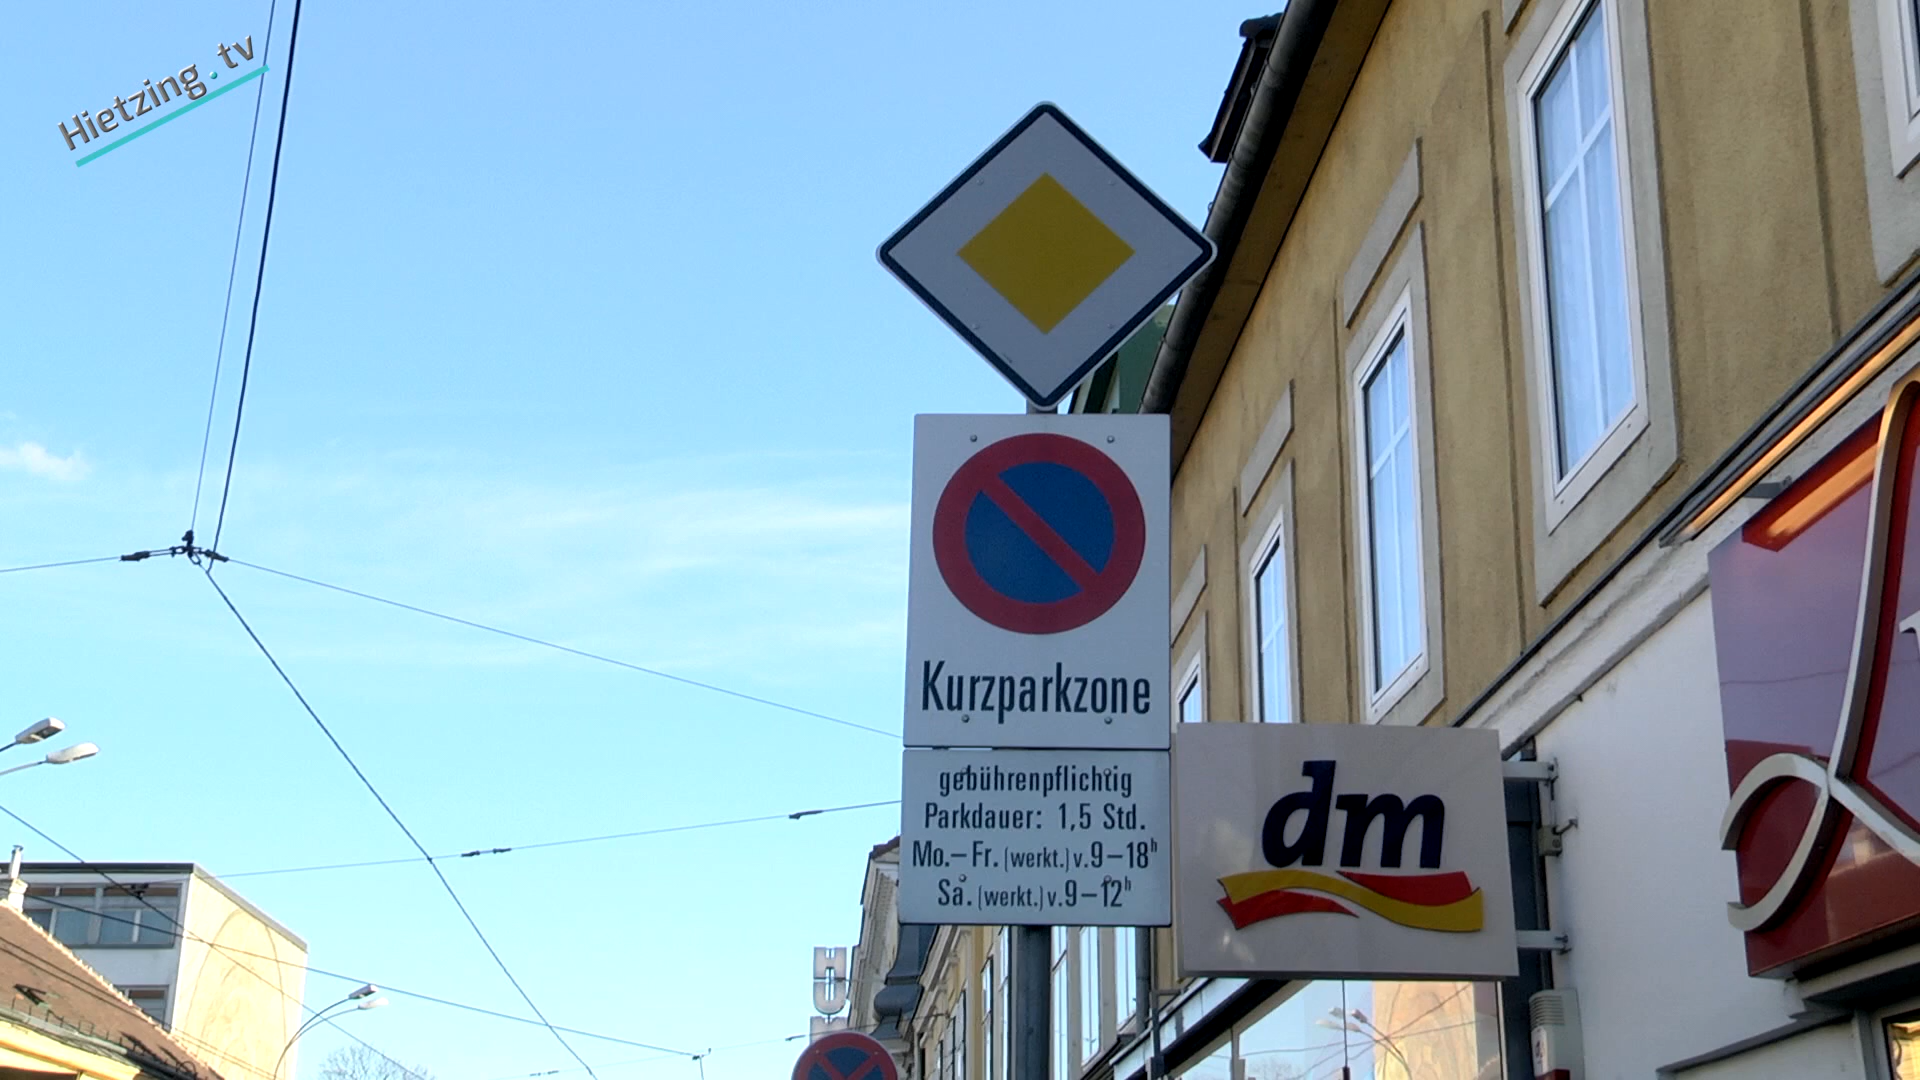 Hietzing.tv
Kurzparkzone
gebührenpflichtig
Parkdauer: 1,5 Std.
Mo.–Fr. (werkt.) v. 9–18h
Sa. (werkt.) v. 9–12h
dm